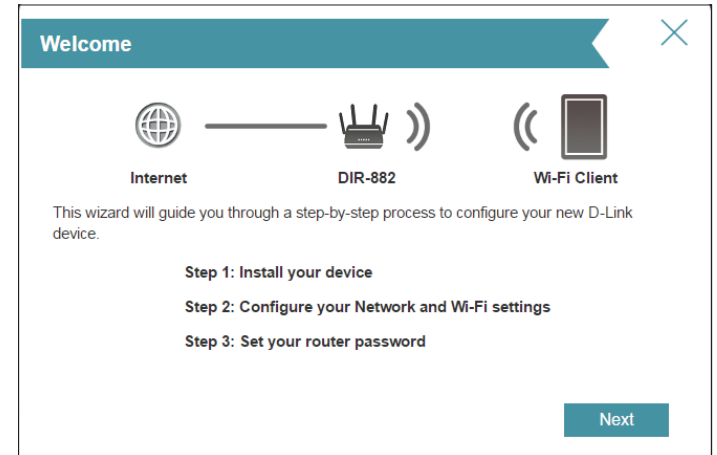 Welcome
Internet DIR-882 Wi-Fi Client
This wizard will guide you through a step-by-step process to configure your new D-Link
device.
Step 1: Install your device
Step 2: Configure your Network and Wi-Fi settings
Step 3: Set your router password
Next